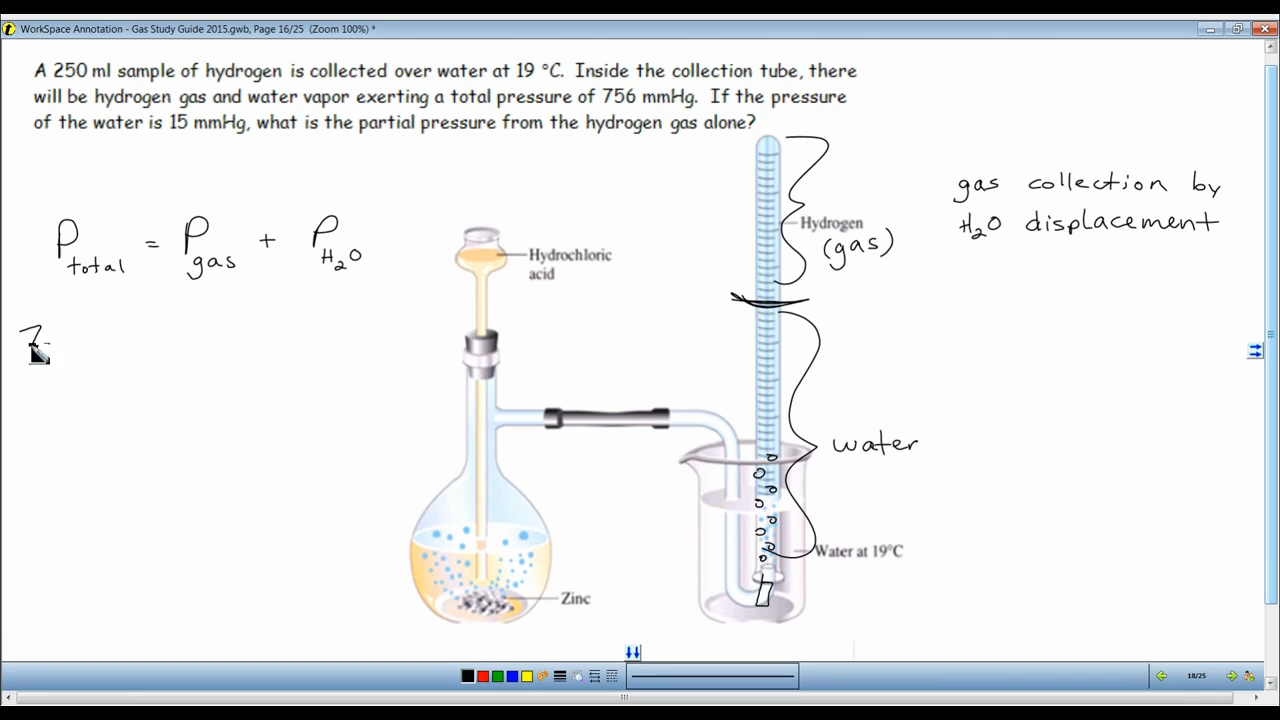 WorkSpace Annotation - Gas Study Guide 2015.gwb, Page 16/25 (Zoom 100%) *
A 250 ml sample of hydrogen is collected over water at 19 °C. Inside the collection tube, there
will be hydrogen gas and water vapor exerting a total pressure of 756 mmHg. If the pressure
of the water is 15 mmHg, what is the partial pressure from the hydrogen gas alone?
gas collection by
H₂O displacement
P total = P gas + P H₂O
Hydrogen
(gas)
Hydrochloric
acid
7
water
Water at 19°C
Zinc
18/25